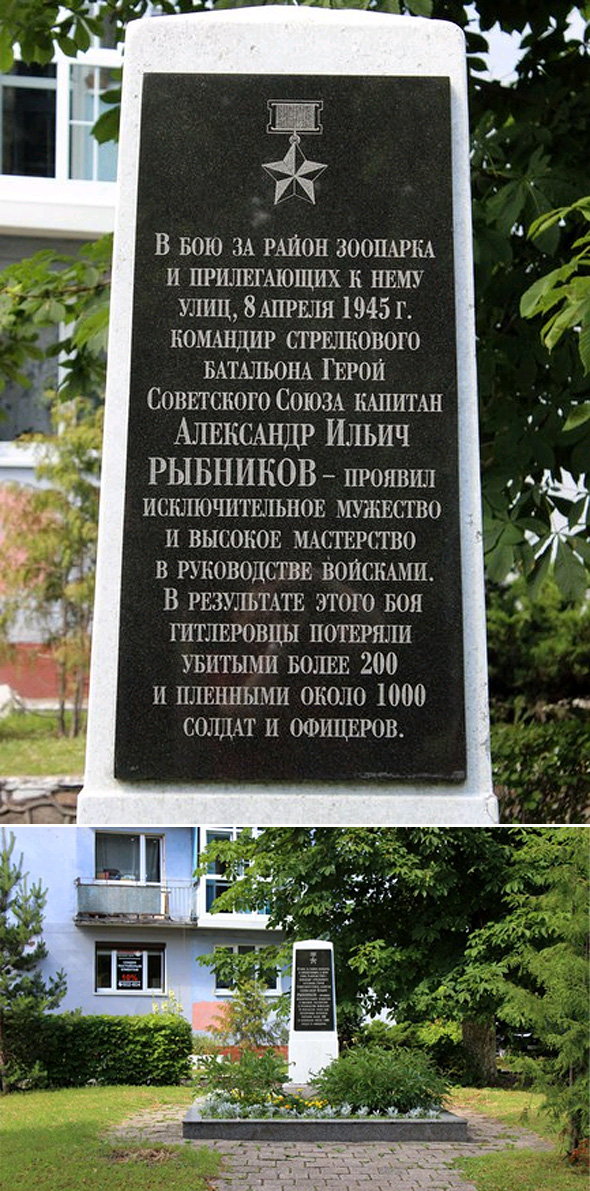 В бою за район зоопарка
и прилегающих к нему
улиц, 8 апреля 1945 г.
командир стрелкового
батальона Герой
Советского Союза капитан
Александр Ильич
РЫБНИКОВ – проявил
исключительное мужество
и высокое мастерство
в руководстве войсками.
В результате этого боя
гитлеровцы потеряли
убитыми более 200
и пленными около 1000
солдат и офицеров.
10%